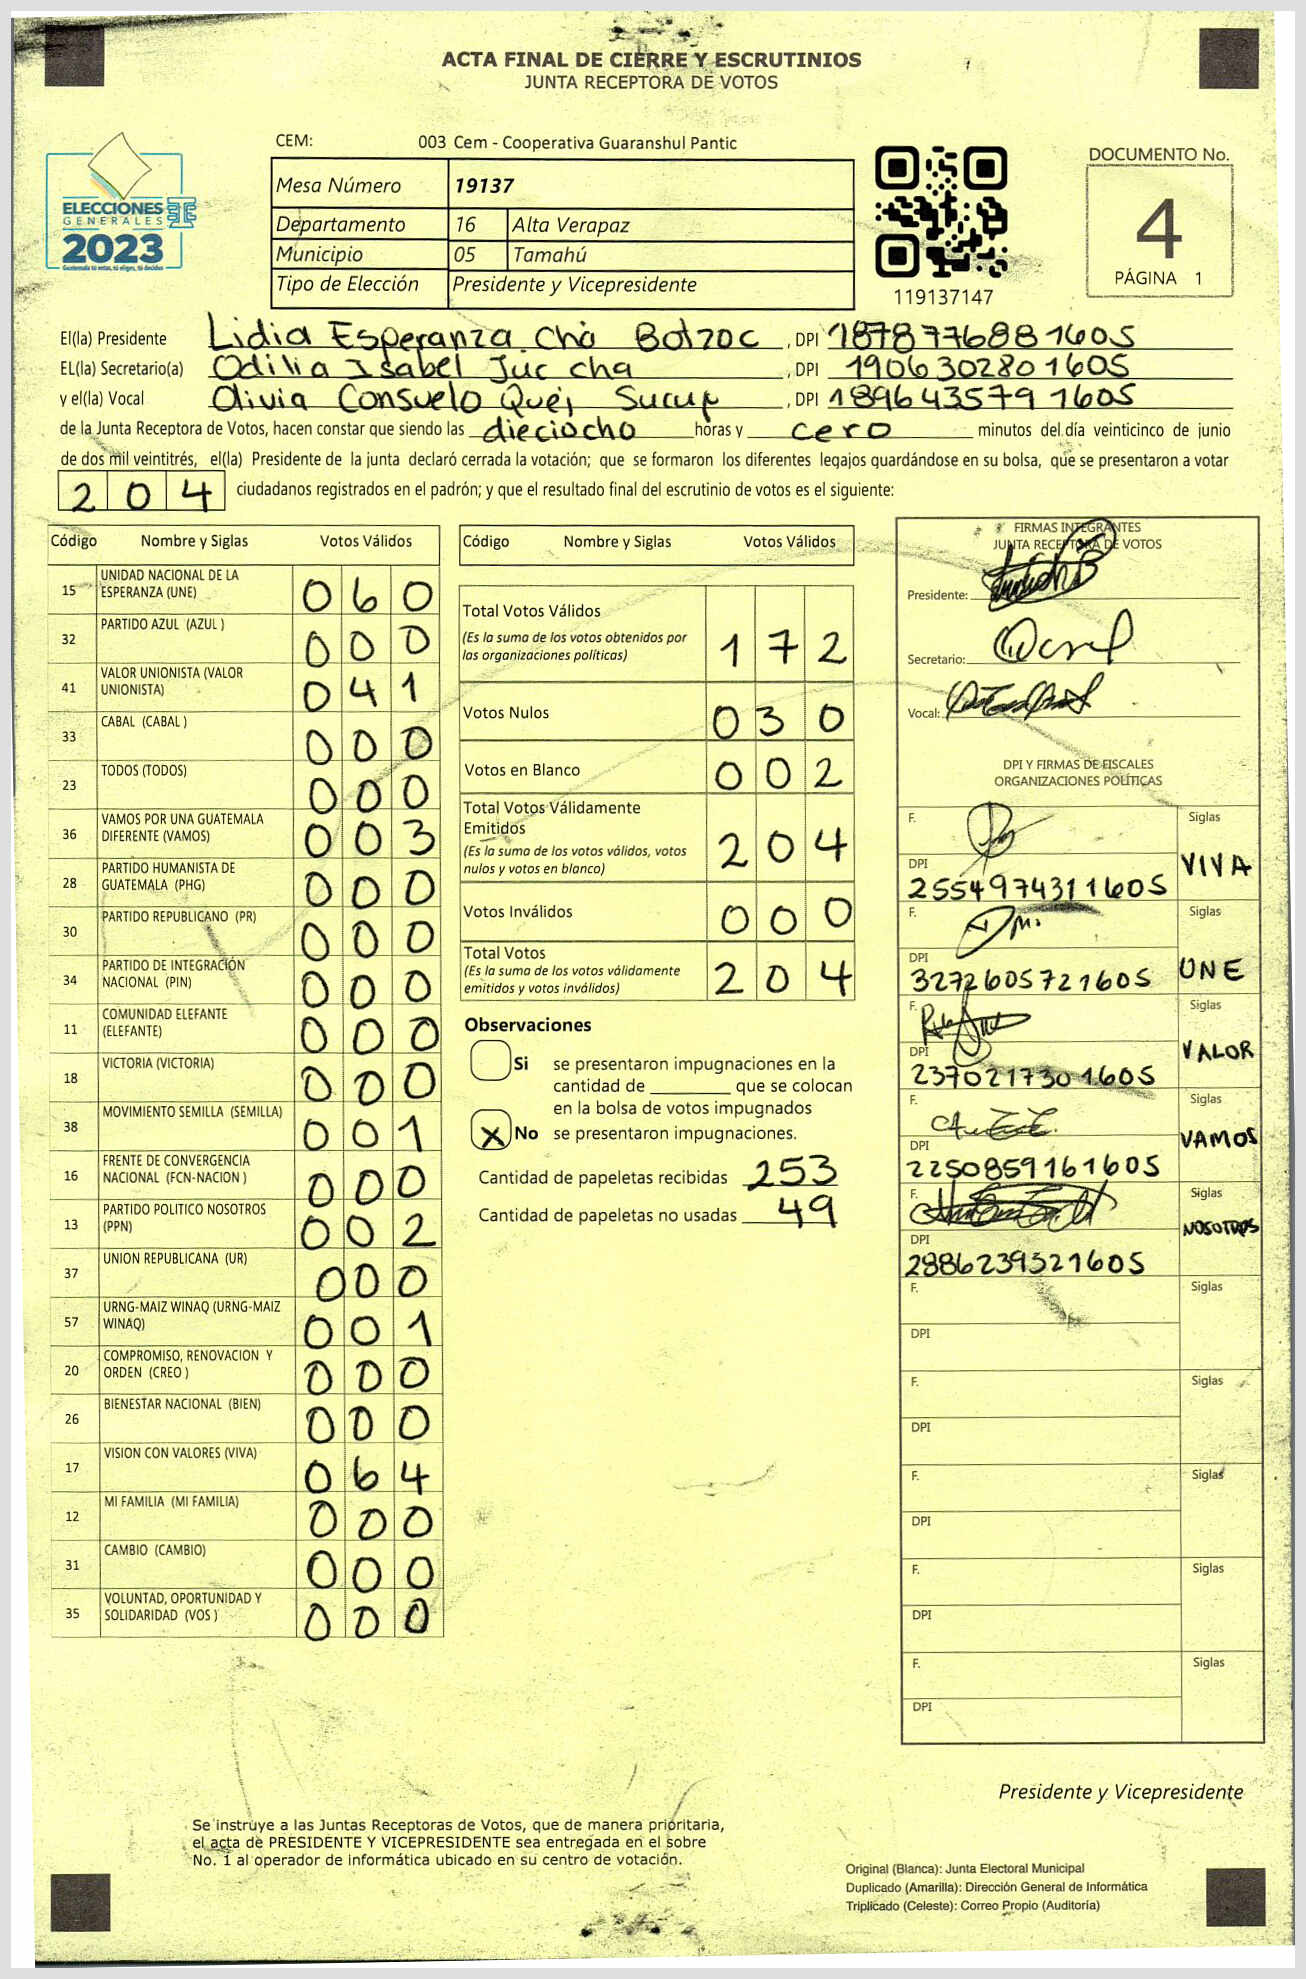 ACTA FINAL DE CIERRE Y ESCRUTINIOS
JUNTA RECEPTORA DE VOTOS
CEM: 003 Cem - Cooperativa Guaranshul Pantic
Mesa Número 19137
Departamento 16 Alta Verapaz
Municipio 05 Tamahú
Tipo de Elección Presidente y Vicepresidente
ELECCIONES
GENERALES
2023
Guatemala tú votas, tú eliges, tú decides
119137147
DOCUMENTO No.
4
PÁGINA 1
El(la) Presidente Lidia Esperanza Chó Botzoc, DPI 1878776881605
EL(la) Secretario(a) Odilia Isabel Juc cha, DPI 1906302801605
y el(la) Vocal Olivia Consuelo Quej Sucup, DPI 1896435791605
de la Junta Receptora de Votos, hacen constar que siendo las dieciocho horas y cero minutos del día veinticinco de junio
de dos mil veintitrés, el(la) Presidente de la junta declaró cerrada la votación; que se formaron los diferentes legajos guardándose en su bolsa, que se presentaron a votar
204 ciudadanos registrados en el padrón; y que el resultado final del escrutinio de votos es el siguiente:
Código Nombre y Siglas Votos Válidos
15 UNIDAD NACIONAL DE LA ESPERANZA (UNE) 060
32 PARTIDO AZUL (AZUL ) 000
41 VALOR UNIONISTA (VALOR UNIONISTA) 041
33 CABAL (CABAL ) 000
23 TODOS (TODOS) 000
36 VAMOS POR UNA GUATEMALA DIFERENTE (VAMOS) 003
28 PARTIDO HUMANISTA DE GUATEMALA (PHG) 000
30 PARTIDO REPUBLICANO (PR) 000
34 PARTIDO DE INTEGRACIÓN NACIONAL (PIN) 000
11 COMUNIDAD ELEFANTE (ELEFANTE) 000
18 VICTORIA (VICTORIA) 000
38 MOVIMIENTO SEMILLA (SEMILLA) 001
16 FRENTE DE CONVERGENCIA NACIONAL (FCN-NACION ) 000
13 PARTIDO POLITICO NOSOTROS (PPN) 002
37 UNION REPUBLICANA (UR) 000
57 URNG-MAIZ WINAQ (URNG-MAIZ WINAQ) 001
20 COMPROMISO, RENOVACION Y ORDEN (CREO ) 000
26 BIENESTAR NACIONAL (BIEN) 000
17 VISION CON VALORES (VIVA) 064
12 MI FAMILIA (MI FAMILIA) 000
31 CAMBIO (CAMBIO) 000
35 VOLUNTAD, OPORTUNIDAD Y SOLIDARIDAD (VOS ) 000
Código Nombre y Siglas Votos Válidos
Total Votos Válidos 172
(Es la suma de los votos obtenidos por
las organizaciones políticas)
Votos Nulos 030
Votos en Blanco 002
Total Votos Válidamente
Emitidos 204
(Es la suma de los votos válidos, votos
nulos y votos en blanco)
Votos Inválidos 000
Total Votos 204
(Es la suma de los votos válidamente
emitidos y votos inválidos)
Observaciones
Si se presentaron impugnaciones en la
cantidad de ________ que se colocan
en la bolsa de votos impugnados
X No se presentaron impugnaciones.
Cantidad de papeletas recibidas 253
Cantidad de papeletas no usadas 49
FIRMAS INTEGRANTES
JUNTA RECEPTORA DE VOTOS
Presidente:
Secretario:
Vocal:
DPI Y FIRMAS DE FISCALES
ORGANIZACIONES POLÍTICAS
F. Siglas
DPI VIVA
2554974311605
F. Siglas
DPI UNE
3272605721605
F. Siglas
DPI VALOR
2370217301605
F. Siglas
DPI VAMOS
2250859161605
F. Siglas
DPI NOSOTROS
2886239321605
F. Siglas
DPI
F. Siglas
DPI
F. Siglas
DPI
F. Siglas
DPI
F. Siglas
DPI
Presidente y Vicepresidente
Se instruye a las Juntas Receptoras de Votos, que de manera prioritaria,
el acta de PRESIDENTE Y VICEPRESIDENTE sea entregada en el sobre
No. 1 al operador de informática ubicado en su centro de votación.
Original (Blanca): Junta Electoral Municipal
Duplicado (Amarilla): Dirección General de Informática
Triplicado (Celeste): Correo Propio (Auditoría)